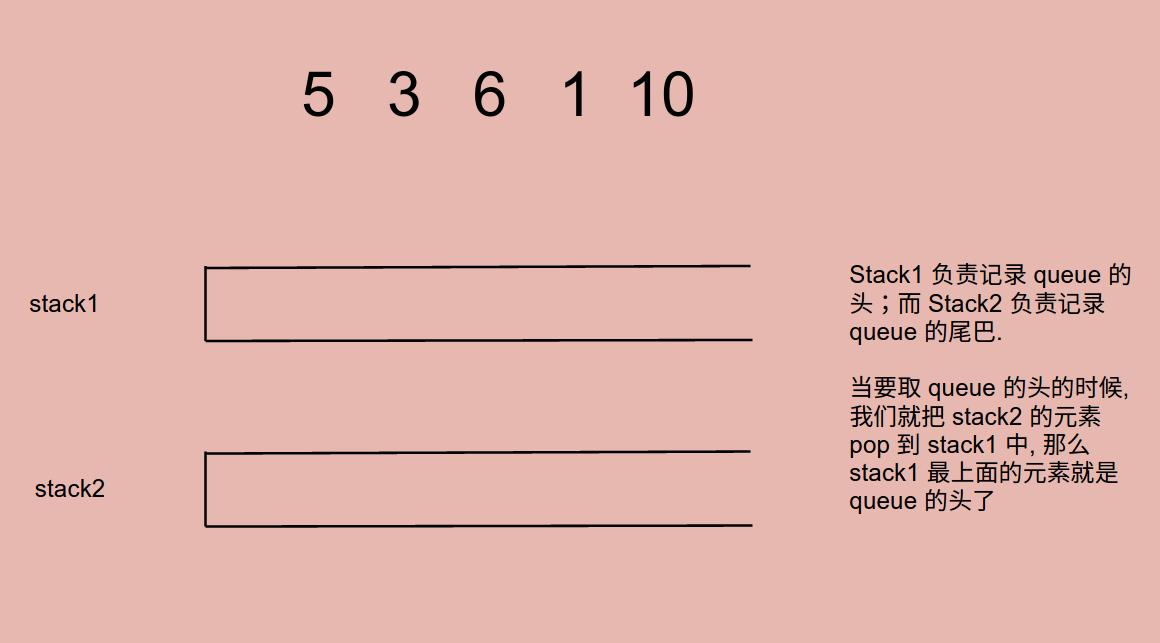 5 3 6 1 10
stack1
Stack1 负责记录 queue 的
头；而 Stack2 负责记录
queue 的尾巴.
当要取 queue 的头的时候,
我们就把 stack2 的元素
pop 到 stack1 中, 那么
stack1 最上面的元素就是
queue 的头了
stack2